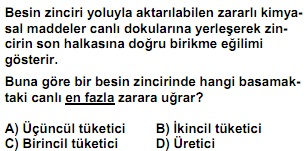 Besin zinciri yoluyla aktarılabilen zararlı kimya-
sal maddeler canlı dokularına yerleşerek zin-
cirin son halkasına doğru birikme eğilimi
gösterir.
Buna göre bir besin zincirinde hangi basamak-
taki canlı en fazla zarara uğrar?
A) Üçüncül tüketici B) İkincil tüketici
C) Birincil tüketici D) Üretici